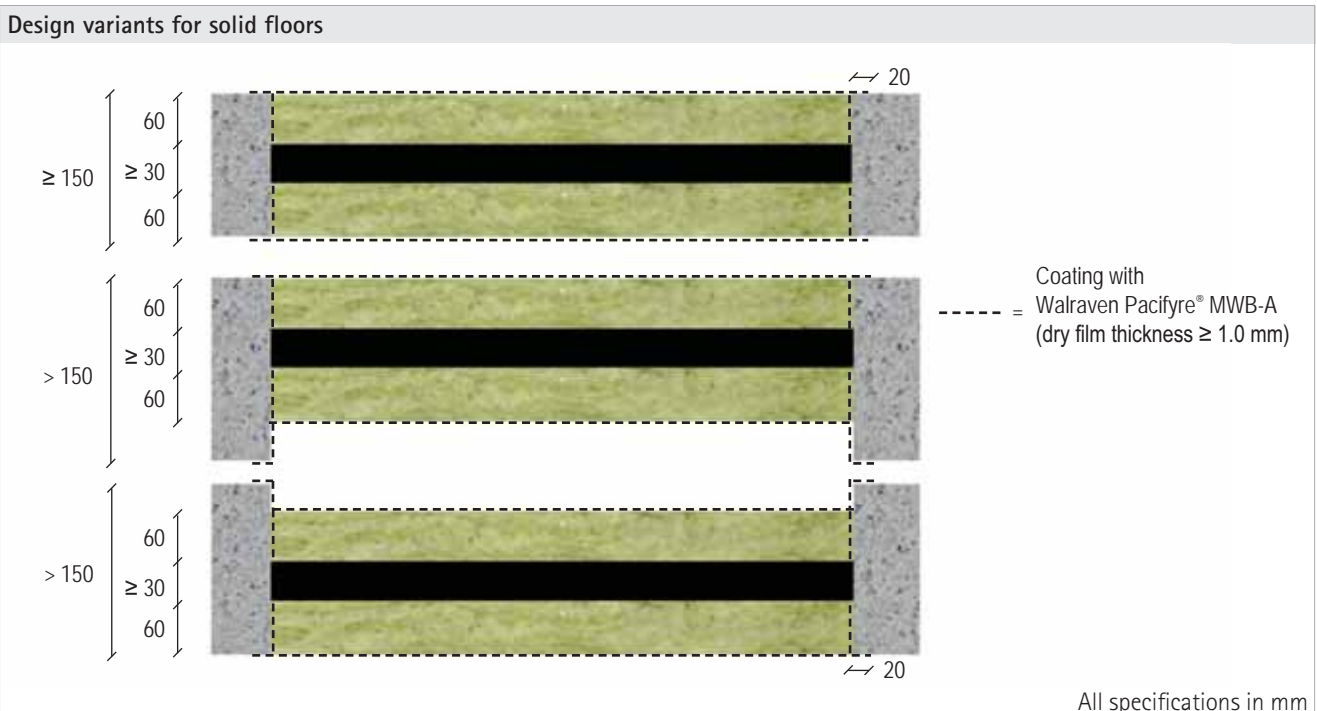 Design variants for solid floors
20
60
≥ 150
≥ 30
60
60
≥ 30
> 150
60
Coating with
= Walraven Pacifyre® MWB-A
(dry film thickness ≥ 1.0 mm)
60
> 150
≥ 30
60
20
All specifications in mm